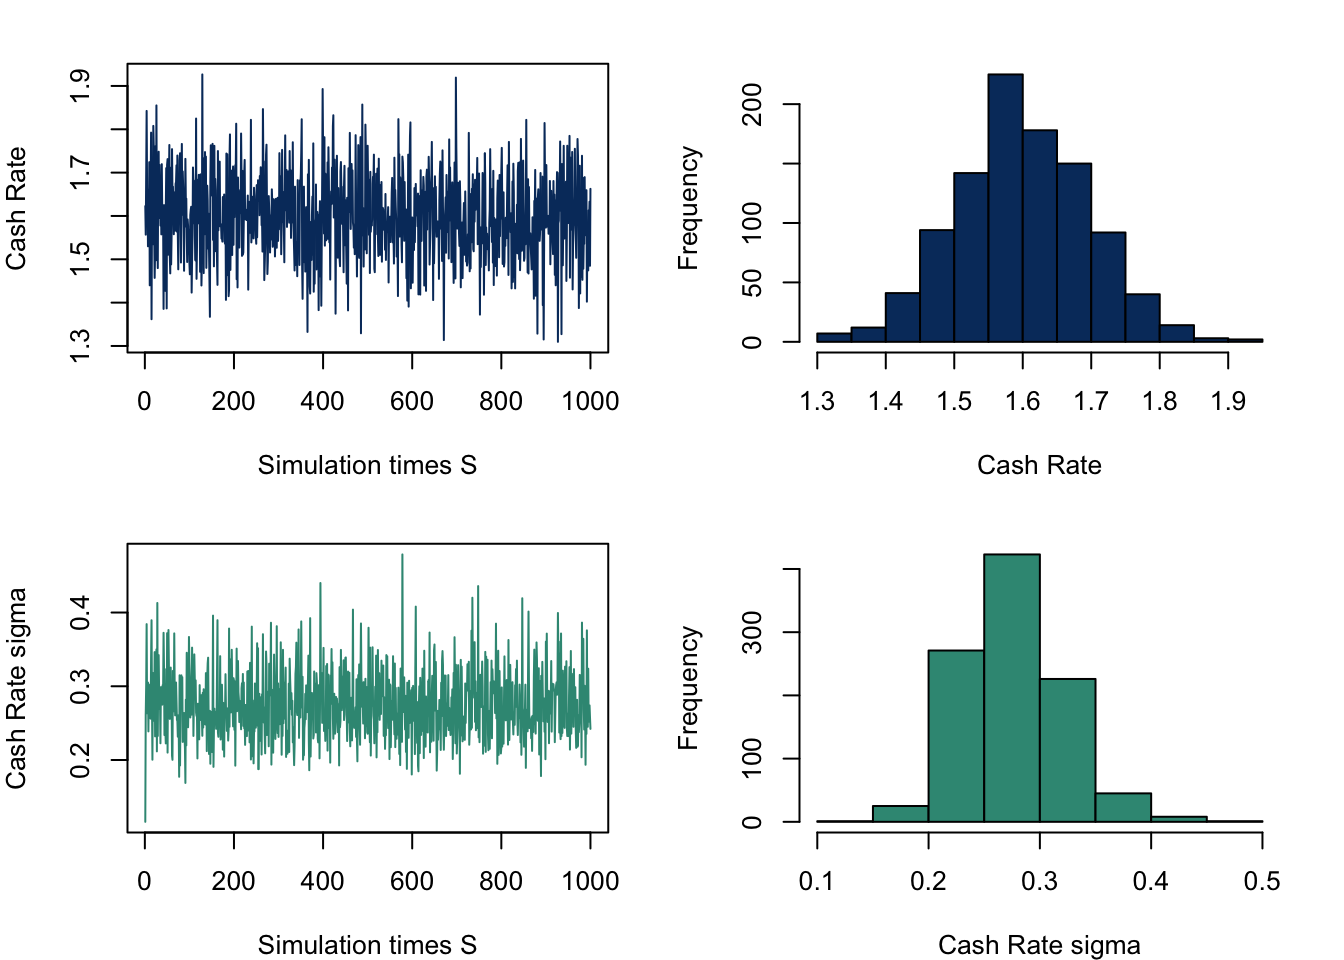 Cash Rate
1.3 1.5 1.7 1.9
0 200 400 600 800 1000
Simulation times S
Frequency
0 50 100 200
1.3 1.4 1.5 1.6 1.7 1.8 1.9
Cash Rate
Cash Rate sigma
0.2 0.3 0.4
0 200 400 600 800 1000
Simulation times S
Frequency
0 100 300
0.1 0.2 0.3 0.4 0.5
Cash Rate sigma